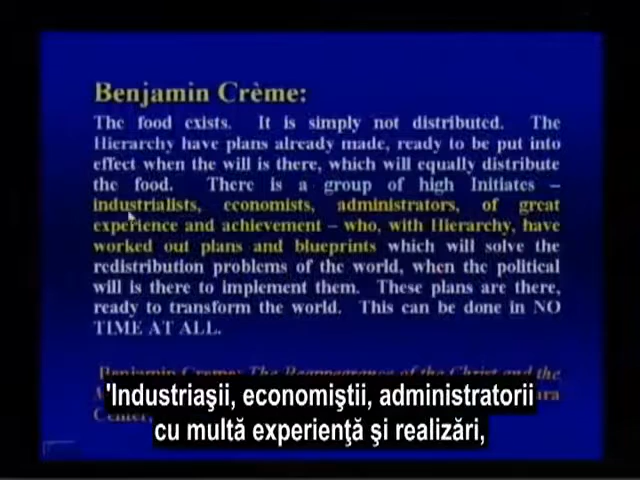 Benjamin Crème:
The food exists. It is simply not distributed. The
Hierarchy have plans already made, ready to be put into
effect when the will is there, which will equally distribute
the food. There is a group of high Initiates –
industrialists, economists, administrators, of great
experience and achievement – who, with Hierarchy, have
worked out plans and blueprints which will solve the
redistribution problems of the world, when the political
will is there to implement them. These plans are there,
ready to transform the world. This can be done in NO
TIME AT ALL.
Benjamin Creme: The Reappearance of the Christ and the
'Industriaşii, economiştii, administratorii
cu multă experienţă şi realizări,